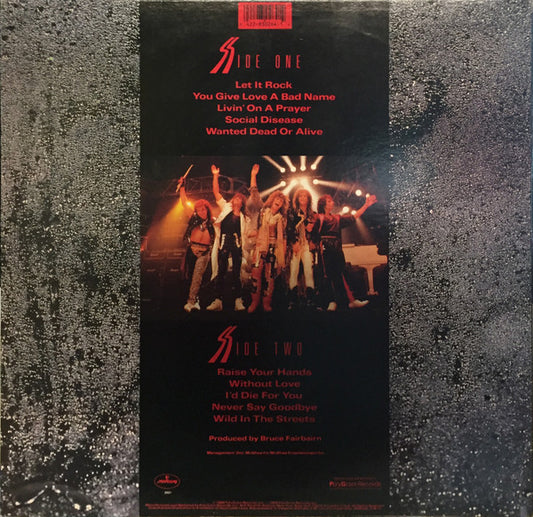 SIDE ONE
Let It Rock
You Give Love A Bad Name
Livin' On A Prayer
Social Disease
Wanted Dead Or Alive
SIDE TWO
Raise Your Hands
Without Love
I'd Die For You
Never Say Goodbye
Wild In The Streets
Produced by Bruce Fairbairn
PolyGram Records